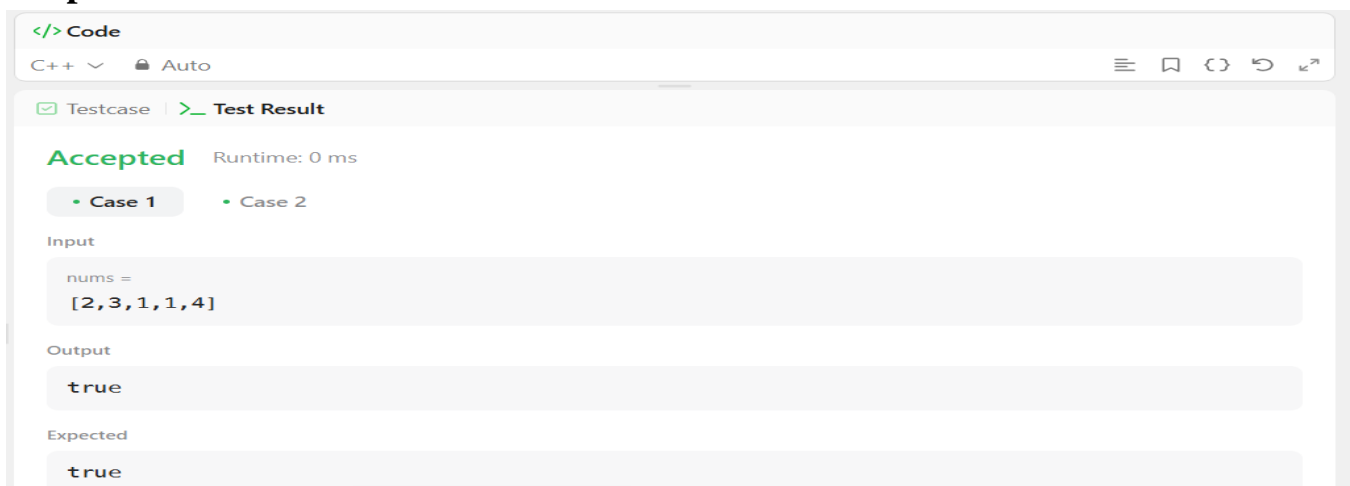 </> Code
C++ Auto
Testcase >_ Test Result
Accepted Runtime: 0 ms
• Case 1 • Case 2
Input
nums =
[2,3,1,1,4]
Output
true
Expected
true